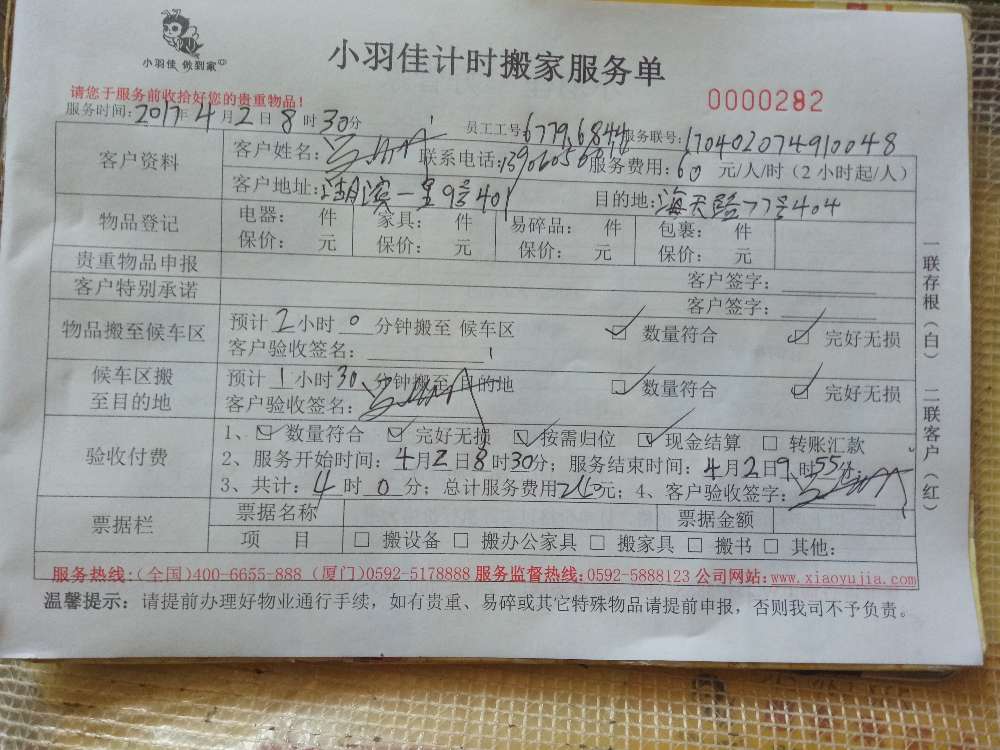 小羽佳 做到家
小羽佳计时搬家服务单
0000282
请您于服务前收拾好您的贵重物品！
服务时间：2017年4月2日8时30分 员工工号：67796844 服务联号：170402074910048
客户资料
客户姓名： 联系电话： 服务费用：60元/人/时（2小时起/人）
客户地址：湖滨一里9号401 目的地：海天路77号404
物品登记
电器： 件 家具： 件 易碎品： 件 包裹： 件
保价： 元 保价： 元 保价： 元 保价： 元
贵重物品申报 客户签字：
客户特别承诺 客户签字：
物品搬至候车区
预计2小时0分钟搬至 候车区 ☑ 数量符合 ☑ 完好无损
客户验收签名：
候车区搬至目的地
预计1小时30分钟搬至 目的地 ☑ 数量符合 ☑ 完好无损
客户验收签名：
验收付费
1、☑ 数量符合 ☑ 完好无损 ☑ 按需归位 ☑ 现金结算 □ 转账汇款
2、服务开始时间：4月2日8时30分；服务结束时间：4月2日9时55分；
3、共计：4时0分；总计服务费用240元；4、客户验收签字：
票据栏
票据名称 票据金额
项 目 □ 搬设备 □ 搬办公家具 □ 搬家具 □ 搬书 □ 其他：
服务热线：（全国）400-6655-888（厦门）0592-5178888 服务监督热线：0592-5888123 公司网站：www.xiaoyujia.com
温馨提示：请提前办理好物业通行手续，如有贵重、易碎或其它特殊物品请提前申报，否则我司不予负责。
一联存根（白） 二联客户（红）